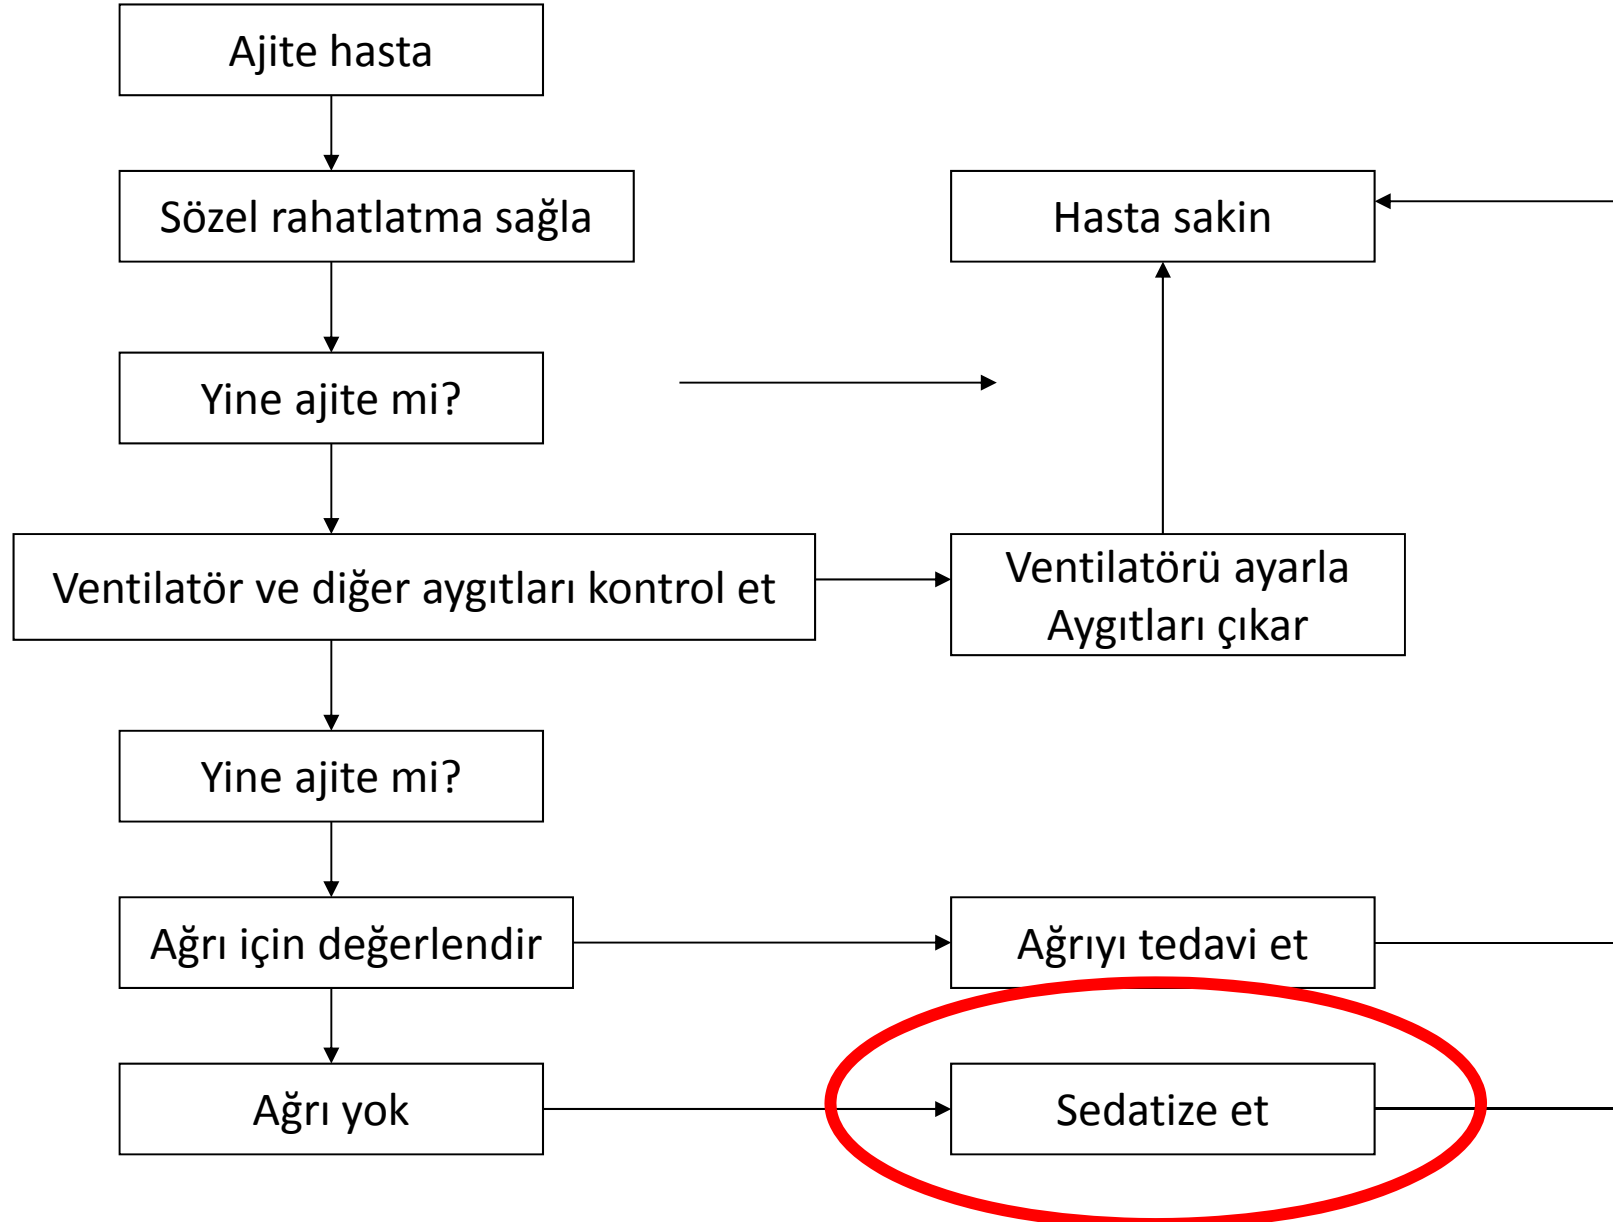 Ajite hasta
Sözel rahatlatma sağla
Hasta sakin
Yine ajite mi?
Ventilatör ve diğer aygıtları kontrol et
Ventilatörü ayarla
Aygıtları çıkar
Yine ajite mi?
Ağrı için değerlendir
Ağrıyı tedavi et
Ağrı yok
Sedatize et